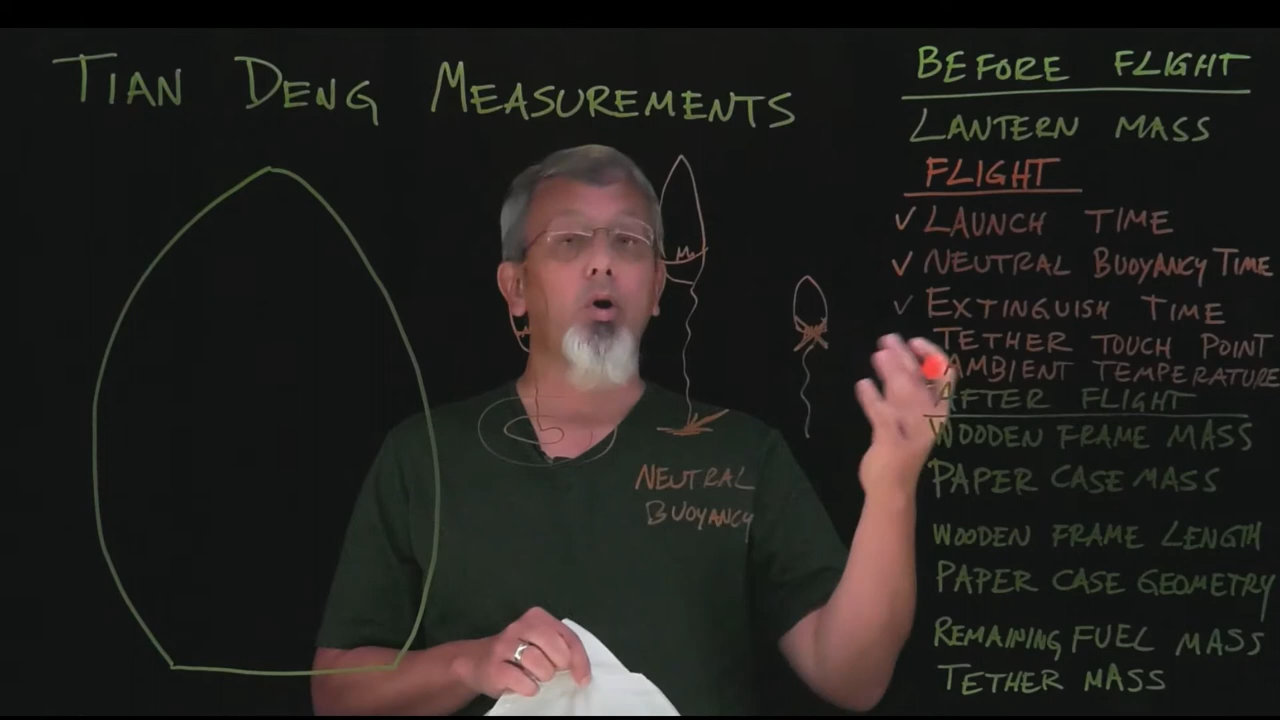 TIAN DENG MEASUREMENTS
NEUTRAL
BUOYANCY
BEFORE FLIGHT
LANTERN MASS
FLIGHT
✓ LAUNCH TIME
✓ NEUTRAL BUOYANCY TIME
✓ EXTINGUISH TIME
TETHER TOUCH POINT
AMBIENT TEMPERATURE
AFTER FLIGHT
WOODEN FRAME MASS
PAPER CASE MASS
WOODEN FRAME LENGTH
PAPER CASE GEOMETRY
REMAINING FUEL MASS
TETHER MASS